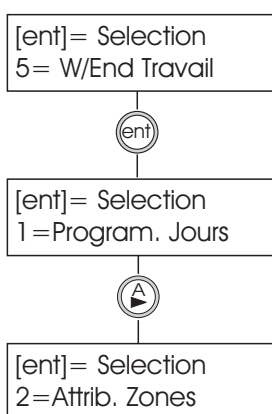 [ent]= Selection
5= W/End Travail
ent
[ent]= Selection
1=Program. Jours
A
[ent]= Selection
2=Attrib. Zones